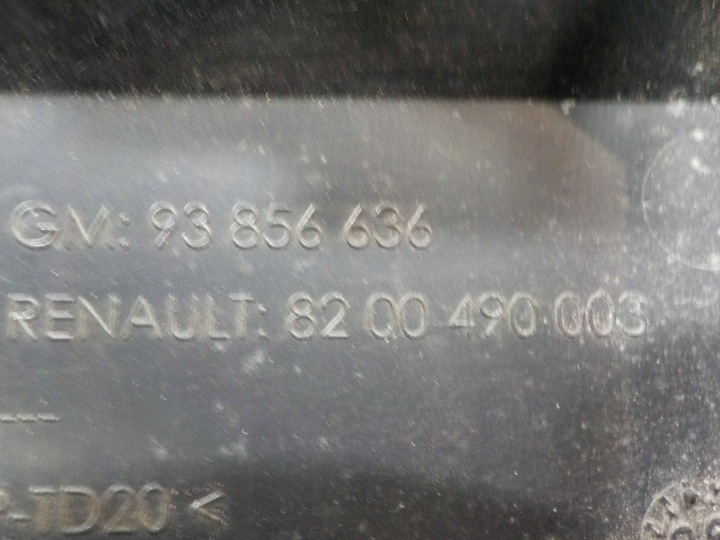 GM: 93 856 636
RENAULT: 82 00 490 003
---
P-TD20 <